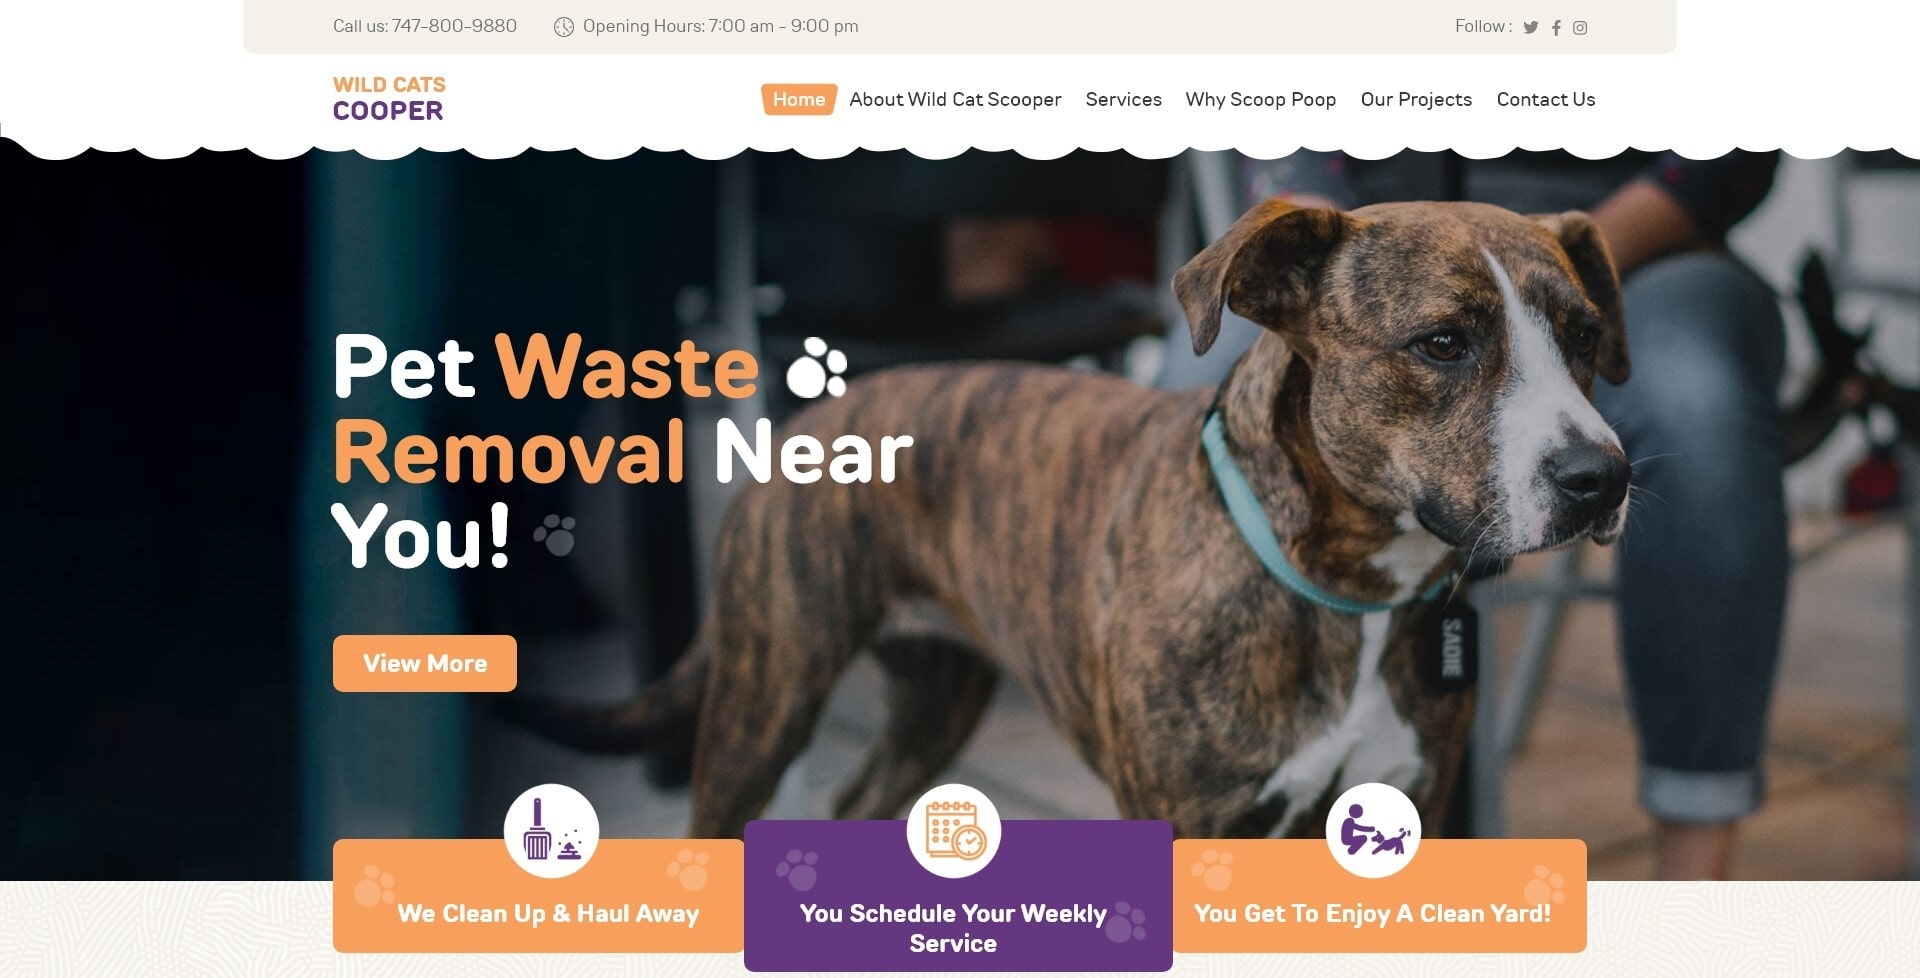 Call us: 747-800-9880
Opening Hours: 7:00 am - 9:00 pm
Follow :
WILD CATS
COOPER
Home
About Wild Cat Scooper
Services
Why Scoop Poop
Our Projects
Contact Us
Pet Waste
Removal Near
You!
SADIE
View More
We Clean Up & Haul Away
You Schedule Your Weekly
Service
You Get To Enjoy A Clean Yard!